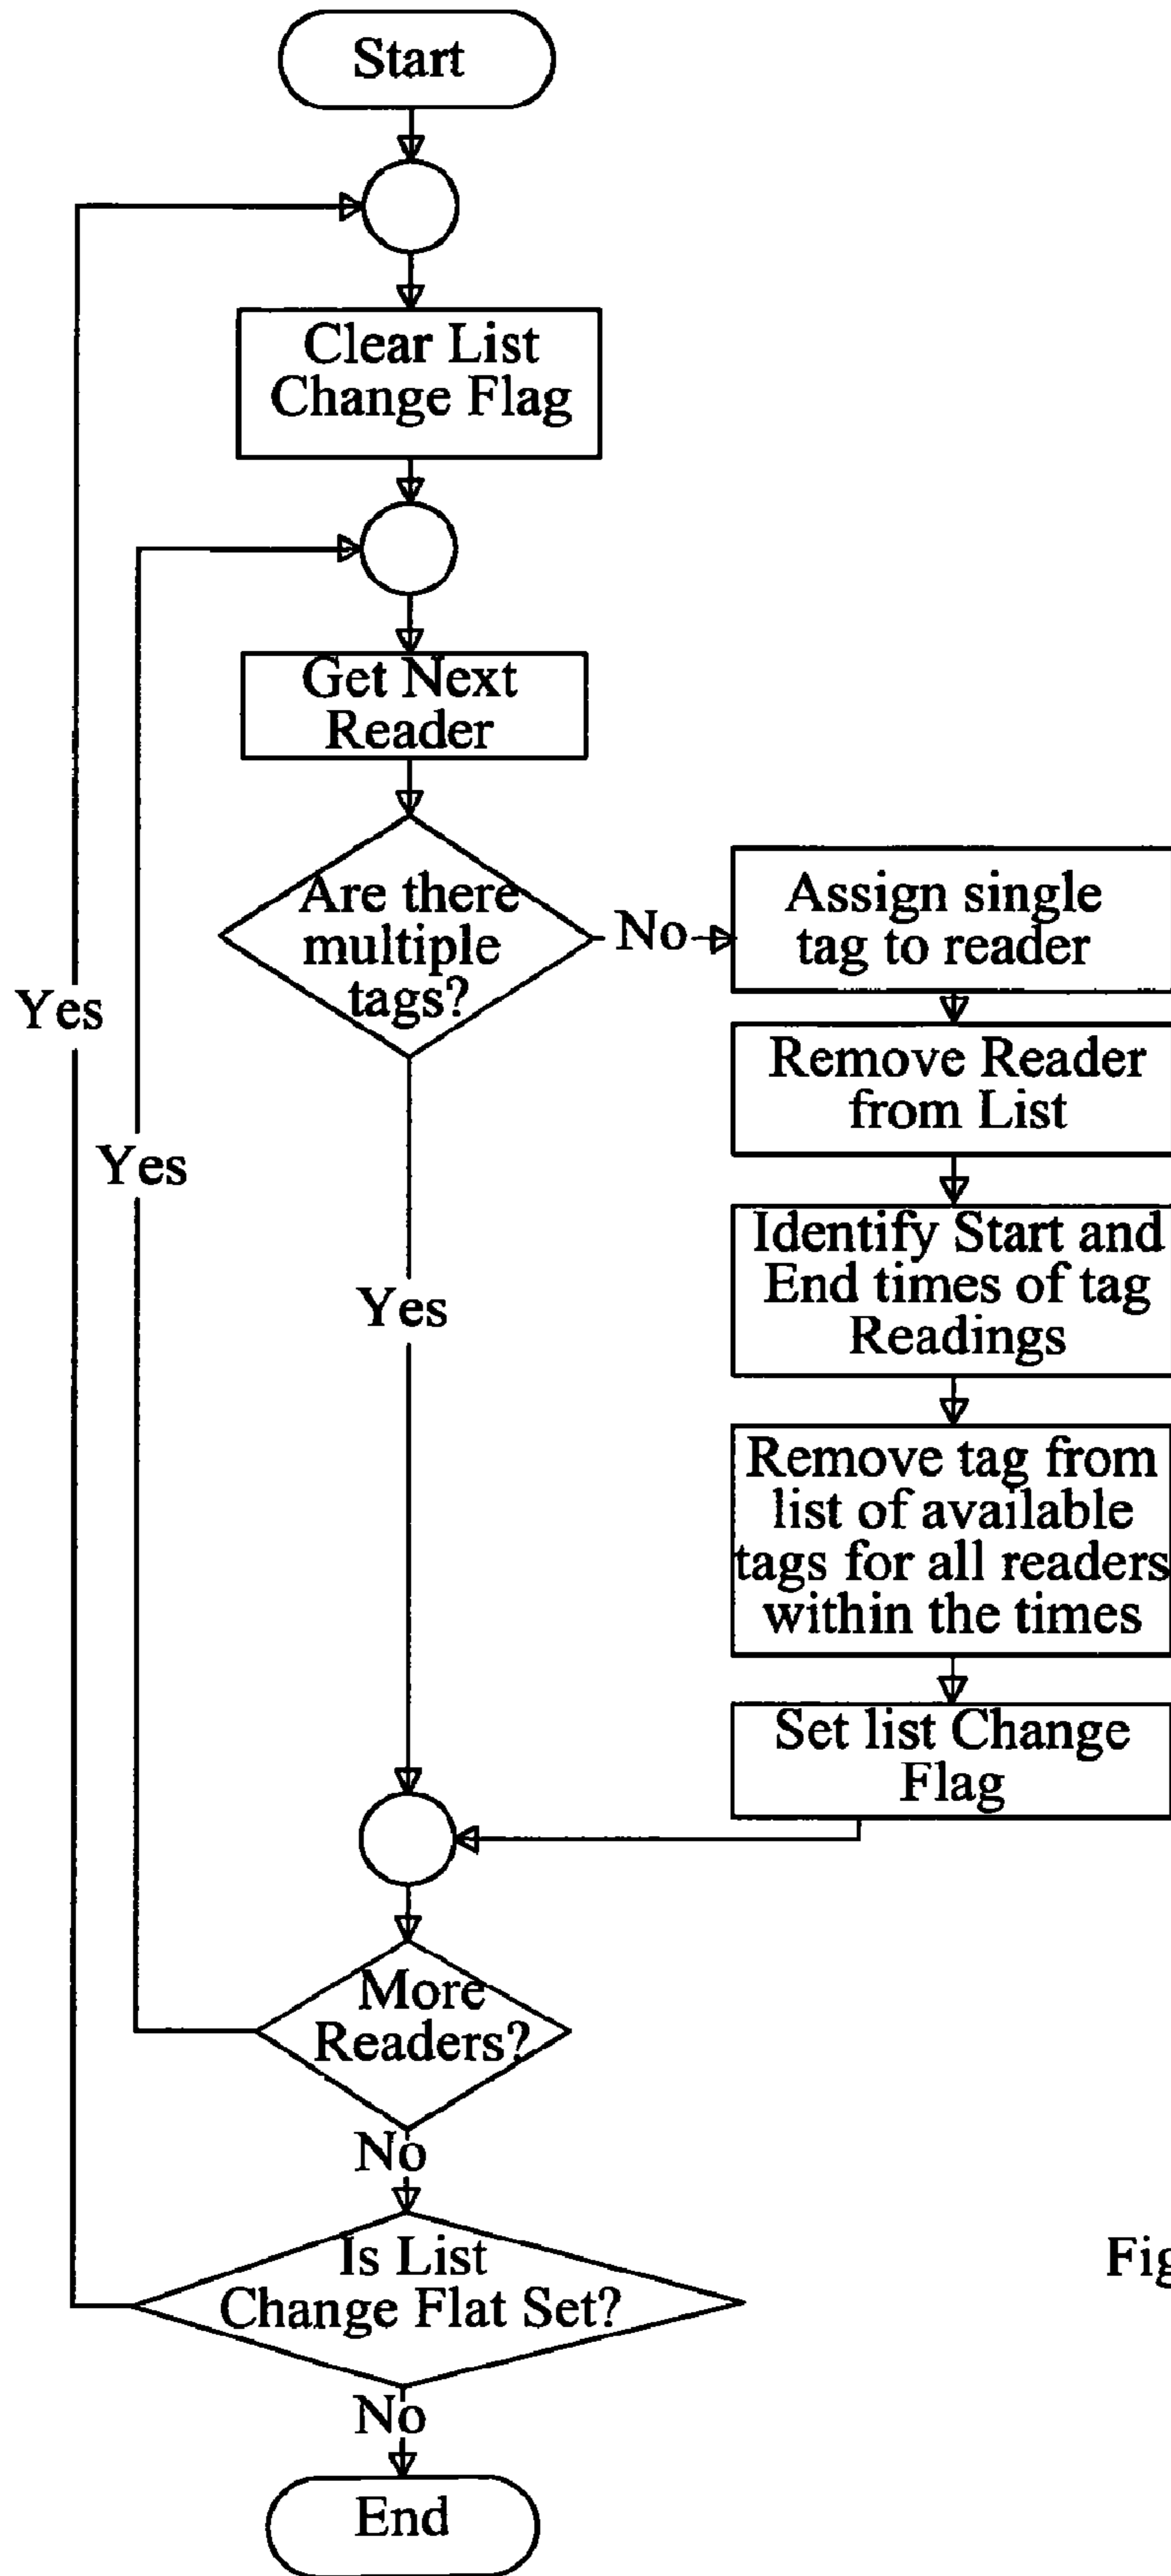 Start
Clear List
Change Flag
Get Next
Reader
Are there
multiple
tags?
No
Assign single
tag to reader
Yes
Remove Reader
from List
Yes
Identify Start and
End times of tag
Readings
Yes
Remove tag from
list of available
tags for all readers
within the times
Set list Change
Flag
More
Readers?
No
Is List
Change Flat Set?
Fig
No
End